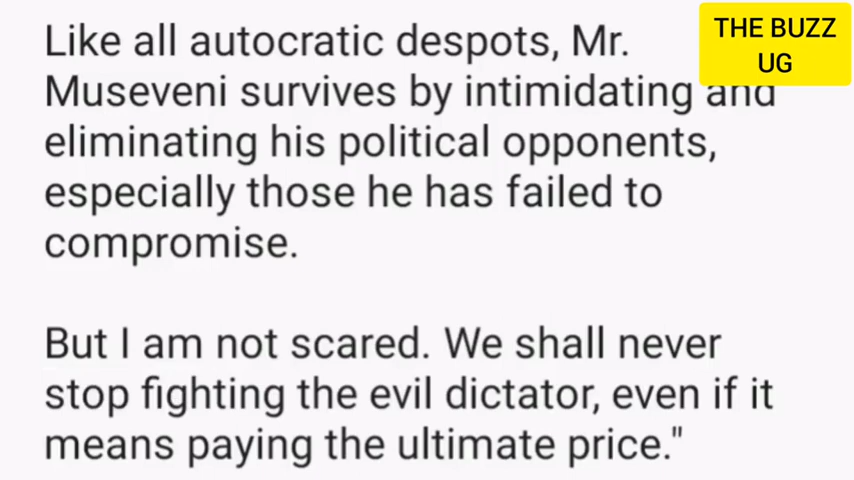 THE BUZZ
UG
Like all autocratic despots, Mr.
Museveni survives by intimidating and
eliminating his political opponents,
especially those he has failed to
compromise.
But I am not scared. We shall never
stop fighting the evil dictator, even if it
means paying the ultimate price."